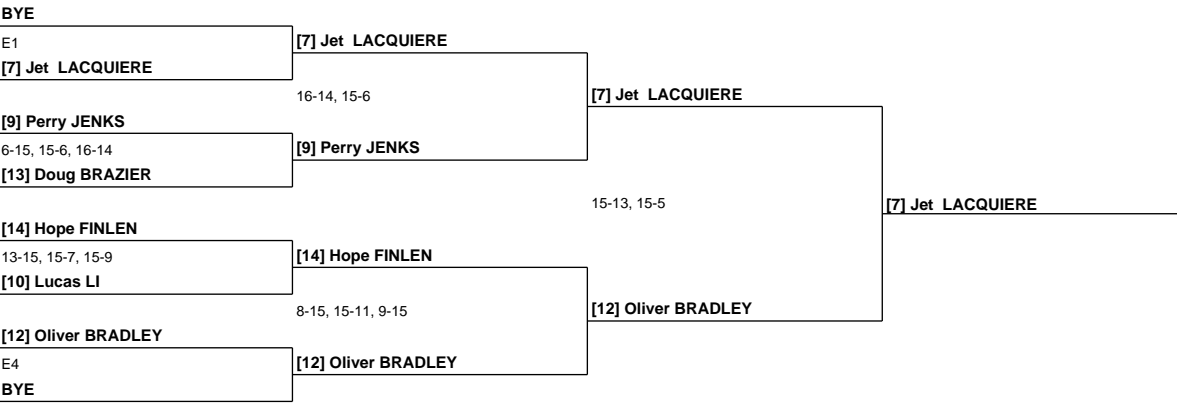 BYE
E1
[7] Jet LACQUIERE
[7] Jet LACQUIERE
16-14, 15-6
[7] Jet LACQUIERE
[9] Perry JENKS
6-15, 15-6, 16-14
[9] Perry JENKS
[13] Doug BRAZIER
15-13, 15-5
[7] Jet LACQUIERE
[14] Hope FINLEN
13-15, 15-7, 15-9
[14] Hope FINLEN
[10] Lucas LI
8-15, 15-11, 9-15
[12] Oliver BRADLEY
[12] Oliver BRADLEY
E4
[12] Oliver BRADLEY
BYE